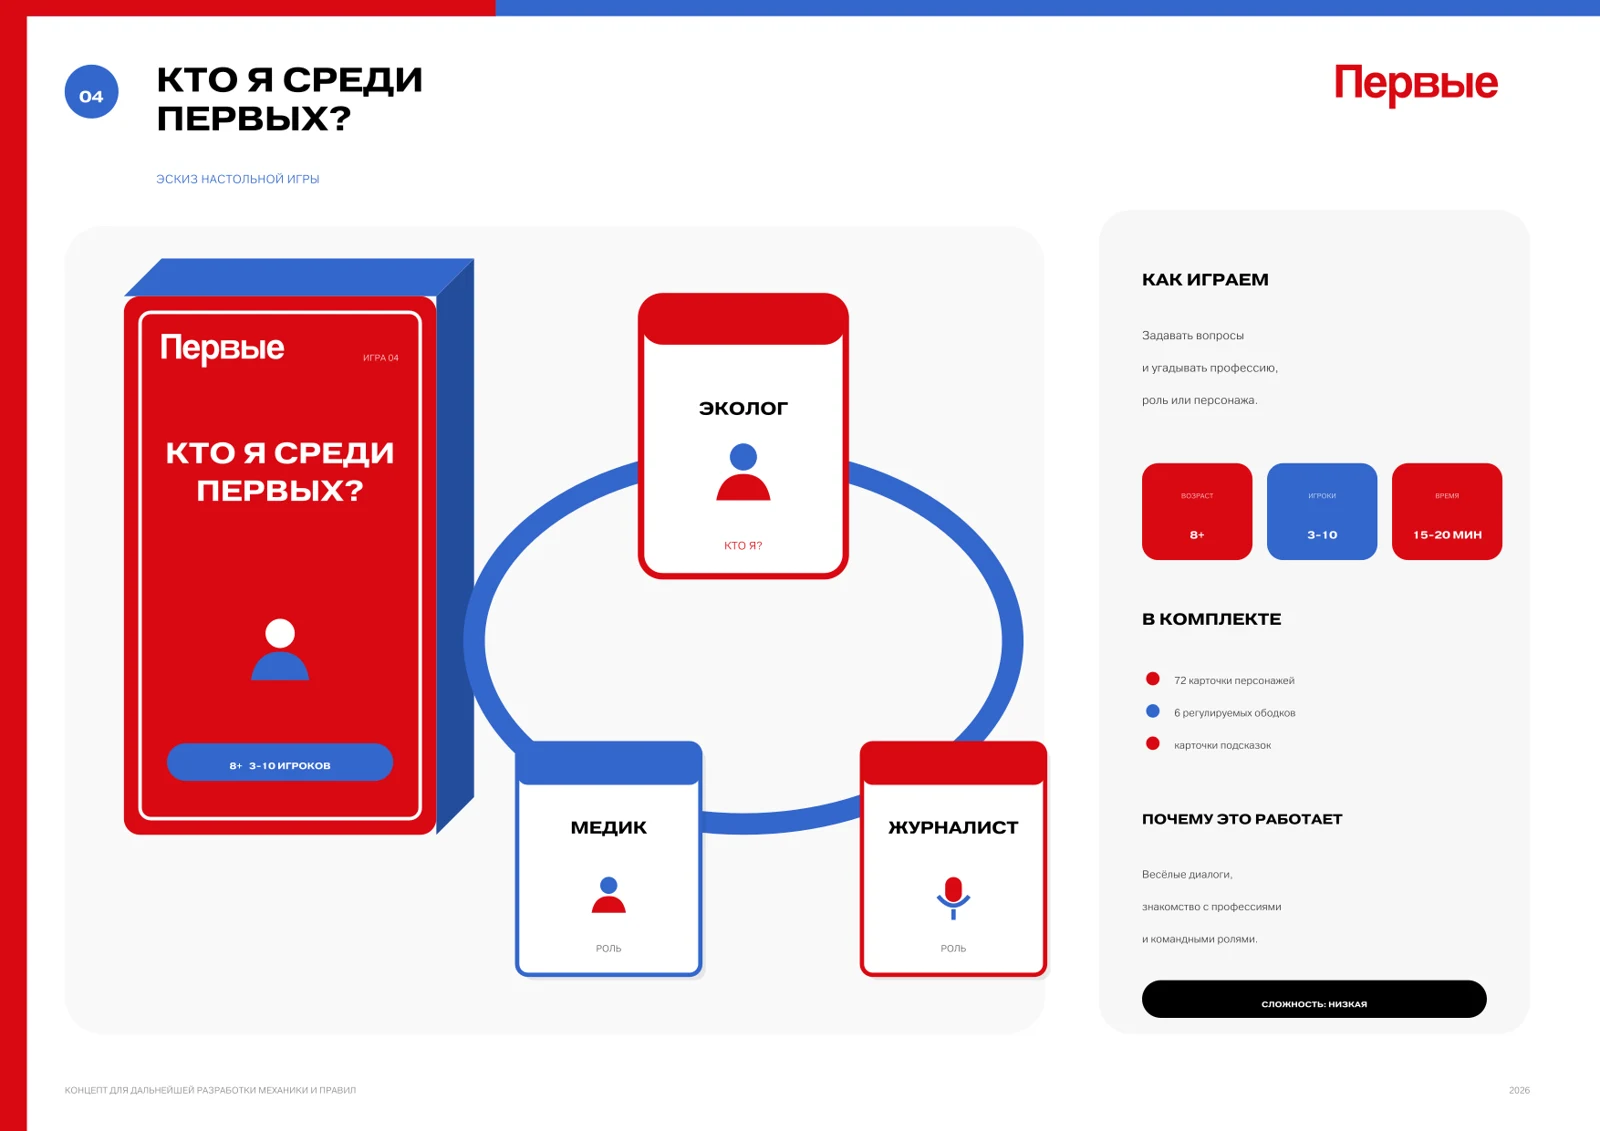 04
КТО Я СРЕДИ
ПЕРВЫХ?
Первые
ЭСКИЗ НАСТОЛЬНОЙ ИГРЫ
Первые
ИГРА 04
КТО Я СРЕДИ
ПЕРВЫХ?
8+ 3-10 ИГРОКОВ
ЭКОЛОГ
КТО Я?
МЕДИК
РОЛЬ
ЖУРНАЛИСТ
РОЛЬ
КАК ИГРАЕМ
Задавать вопросы
и угадывать профессию,
роль или персонажа.
ВОЗРАСТ
8+
ИГРОКИ
3-10
ВРЕМЯ
15-20 МИН
В КОМПЛЕКТЕ
72 карточки персонажей
6 регулируемых ободков
карточки подсказок
ПОЧЕМУ ЭТО РАБОТАЕТ
Весёлые диалоги,
знакомство с профессиями
и командными ролями.
СЛОЖНОСТЬ: НИЗКАЯ
КОНЦЕПТ ДЛЯ ДАЛЬНЕЙШЕЙ РАЗРАБОТКИ МЕХАНИКИ И ПРАВИЛ
2026